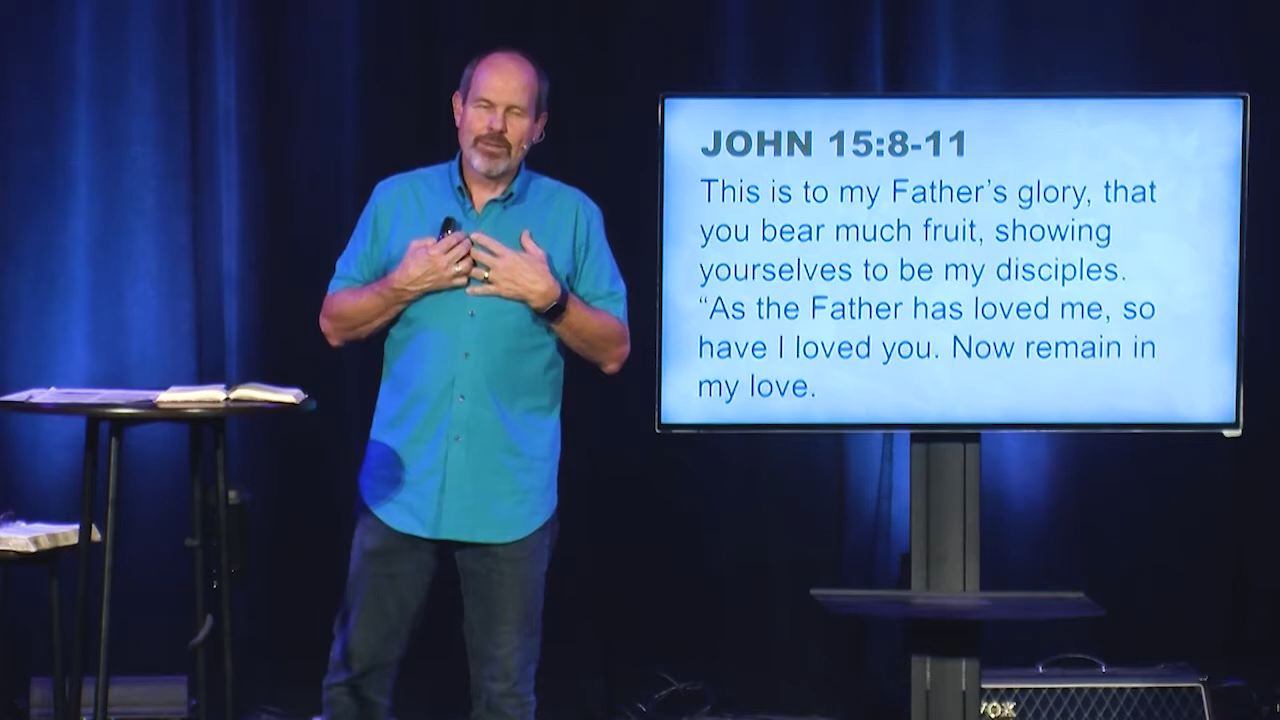 JOHN 15:8-11
This is to my Father’s glory, that
you bear much fruit, showing
yourselves to be my disciples.
“As the Father has loved me, so
have I loved you. Now remain in
my love.
VOX